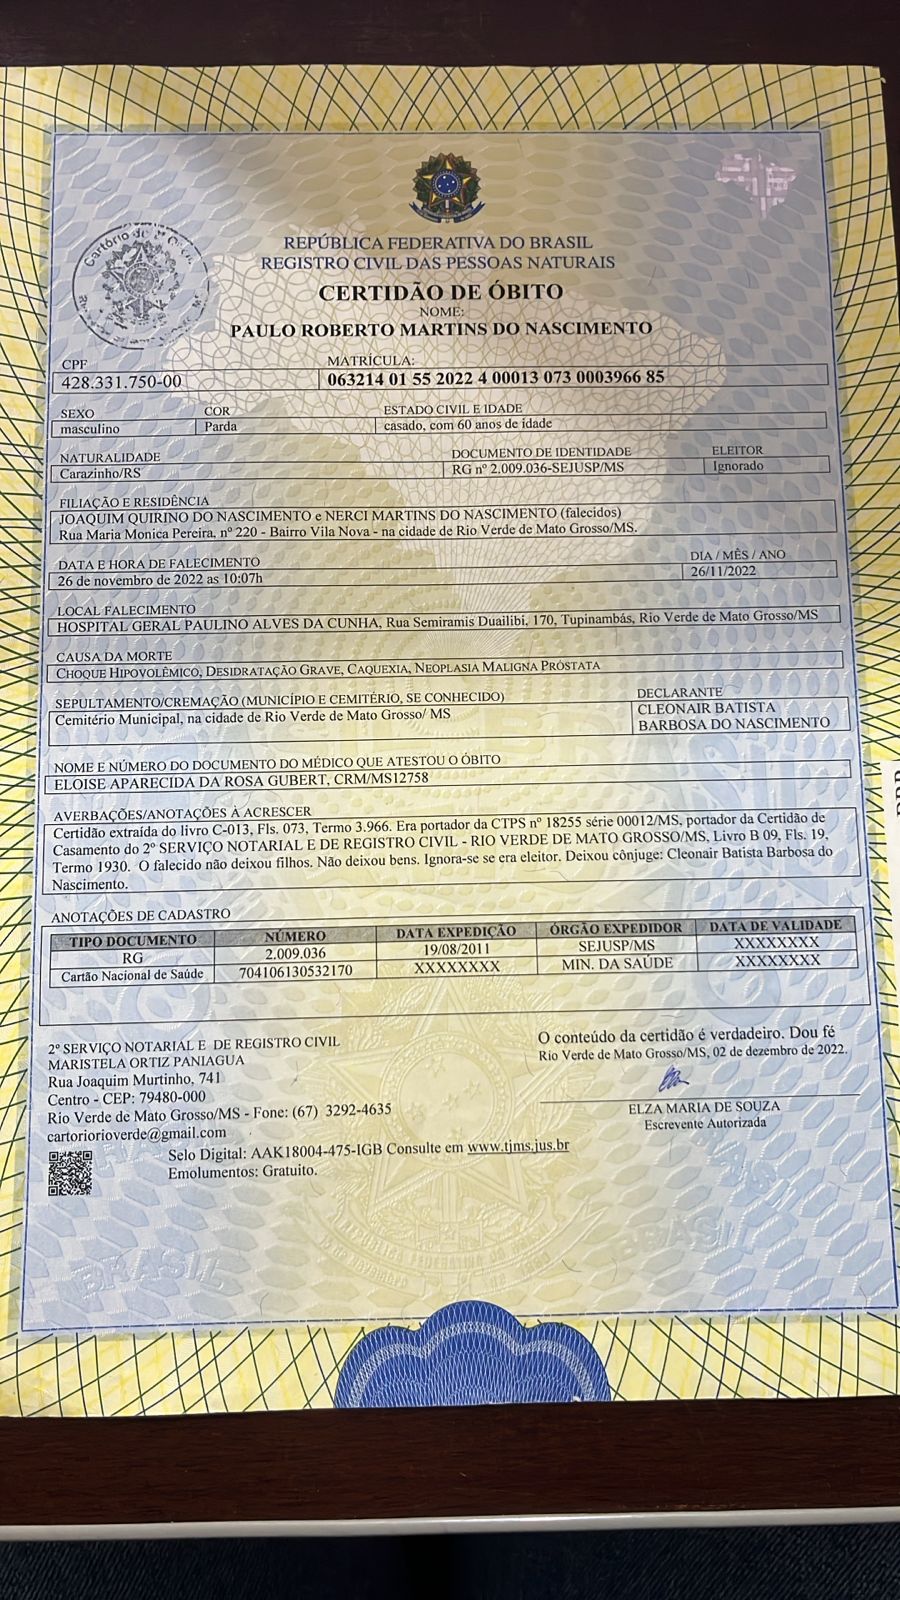 Cartório do 2º
REPÚBLICA FEDERATIVA DO BRASIL
REGISTRO CIVIL DAS PESSOAS NATURAIS
CERTIDÃO DE ÓBITO
NOME:
PAULO ROBERTO MARTINS DO NASCIMENTO
CPF MATRÍCULA:
428.331.750-00 063214 01 55 2022 4 00013 073 0003966 85
SEXO COR ESTADO CIVIL E IDADE
masculino Parda casado, com 60 anos de idade
NATURALIDADE DOCUMENTO DE IDENTIDADE ELEITOR
Carazinho/RS RG nº 2.009.036-SEJUSP/MS Ignorado
FILIAÇÃO E RESIDÊNCIA
JOAQUIM QUIRINO DO NASCIMENTO e NERCI MARTINS DO NASCIMENTO (falecidos)
Rua Maria Monica Pereira, nº 220 - Bairro Vila Nova - na cidade de Rio Verde de Mato Grosso/MS.
DATA E HORA DE FALECIMENTO DIA / MÊS / ANO
26 de novembro de 2022 as 10:07h 26/11/2022
LOCAL FALECIMENTO
HOSPITAL GERAL PAULINO ALVES DA CUNHA, Rua Semiramis Duailibi, 170, Tupinambás, Rio Verde de Mato Grosso/MS
CAUSA DA MORTE
CHOQUE HIPOVOLÊMICO, DESIDRATAÇÃO GRAVE, CAQUEXIA, NEOPLASIA MALIGNA PRÓSTATA
SEPULTAMENTO/CREMAÇÃO (MUNICÍPIO E CEMITÉRIO, SE CONHECIDO) DECLARANTE
Cemitério Municipal, na cidade de Rio Verde de Mato Grosso/ MS CLEONAIR BATISTA
BARBOSA DO NASCIMENTO
NOME E NÚMERO DO DOCUMENTO DO MÉDICO QUE ATESTOU O ÓBITO
ELOISE APARECIDA DA ROSA GUBERT, CRM/MS12758
AVERBAÇÕES/ANOTAÇÕES À ACRESCER
Certidão extraída do livro C-013, Fls. 073, Termo 3.966. Era portador da CTPS nº 18255 série 00012/MS, portador da Certidão de
Casamento do 2º SERVIÇO NOTARIAL E DE REGISTRO CIVIL - RIO VERDE DE MATO GROSSO/MS, Livro B 09, Fls. 19,
Termo 1930. O falecido não deixou filhos. Não deixou bens. Ignora-se se era eleitor. Deixou cônjuge: Cleonair Batista Barbosa do
Nascimento.
ANOTAÇÕES DE CADASTRO
TIPO DOCUMENTO NÚMERO DATA EXPEDIÇÃO ÓRGÃO EXPEDIDOR DATA DE VALIDADE
RG 2.009.036 19/08/2011 SEJUSP/MS XXXXXXXX
Cartão Nacional de Saúde 704106130532170 XXXXXXXX MIN. DA SAÚDE XXXXXXXX
2º SERVIÇO NOTARIAL E DE REGISTRO CIVIL
MARISTELA ORTIZ PANIAGUA
Rua Joaquim Murtinho, 741
Centro - CEP: 79480-000
Rio Verde de Mato Grosso/MS - Fone: (67) 3292-4635
cartoriorioverde@gmail.com
O conteúdo da certidão é verdadeiro. Dou fé
Rio Verde de Mato Grosso/MS, 02 de dezembro de 2022.
ELZA MARIA DE SOUZA
Escrevente Autorizada
Selo Digital: AAK18004-475-IGB Consulte em www.tjms.jus.br
Emolumentos: Gratuito.
BRASIL
BRASIL